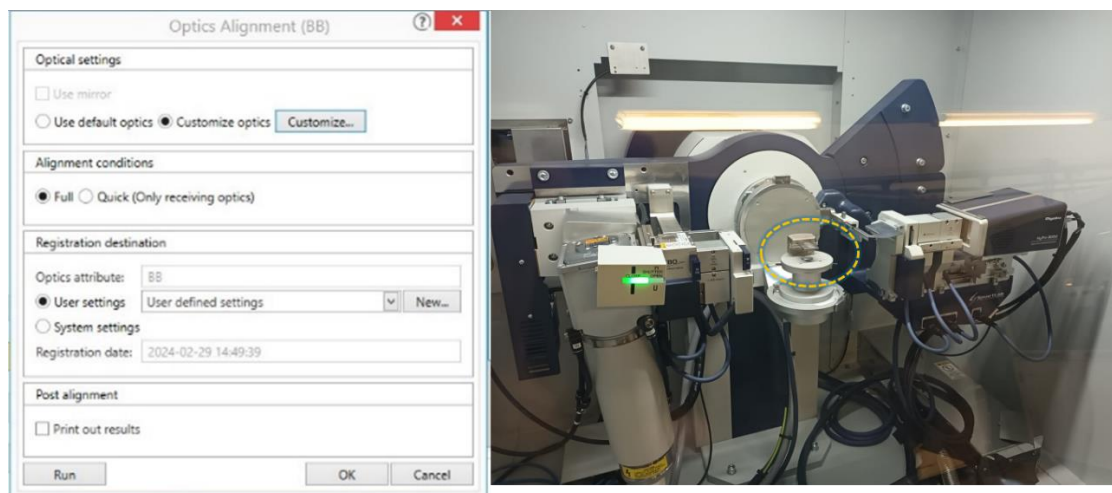 Optics Alignment (BB)
?
×
Optical settings
Use mirror
Use default optics Customize optics Customize...
Alignment conditions
Full Quick (Only receiving optics)
Registration destination
Optics attribute: BB
User settings User defined settings New...
System settings
Registration date: 2024-02-29 14:49:39
Post alignment
Print out results
Run OK Cancel